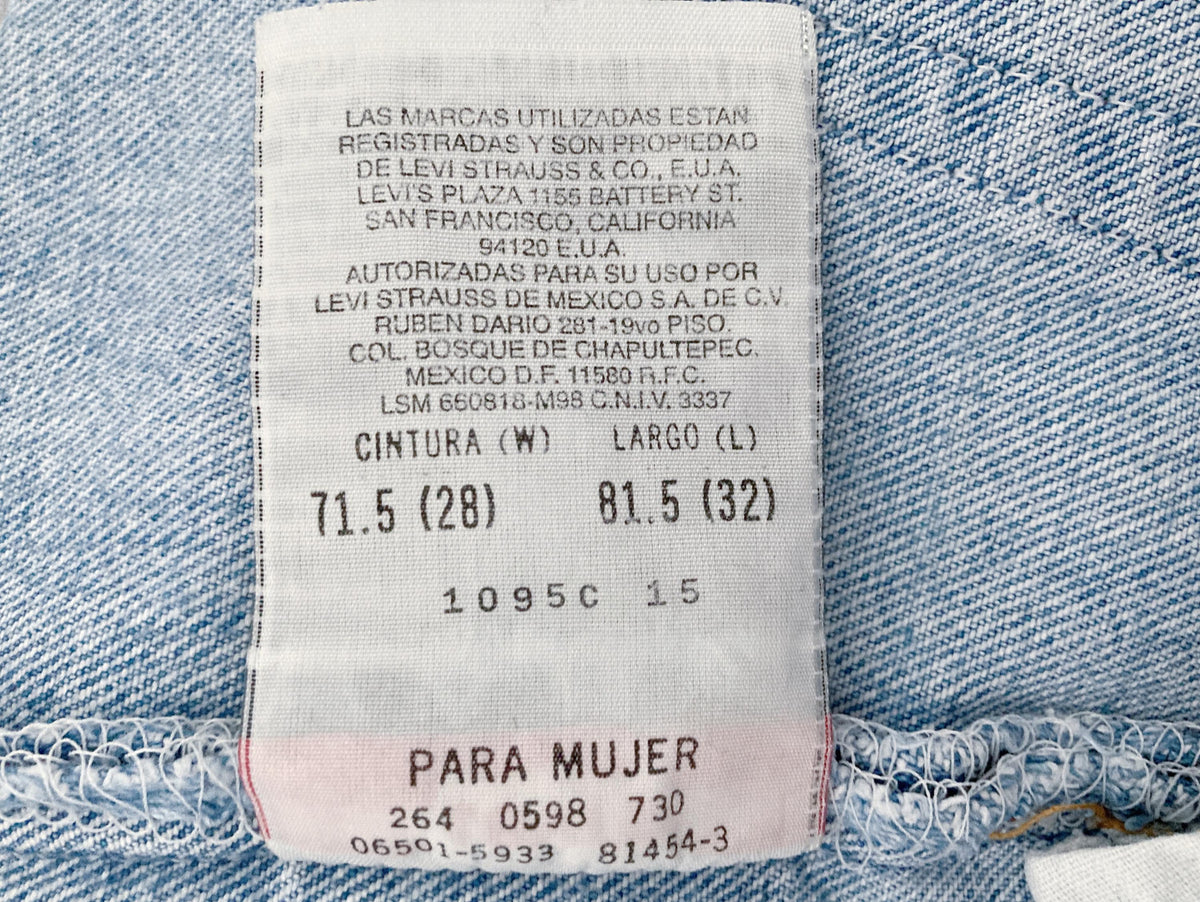 LAS MARCAS UTILIZADAS ESTAN
REGISTRADAS Y SON PROPIEDAD
DE LEVI STRAUSS & CO., E.U.A.
LEVI'S PLAZA 1155 BATTERY ST.
SAN FRANCISCO, CALIFORNIA
94120 E.U.A.
AUTORIZADAS PARA SU USO POR
LEVI STRAUSS DE MEXICO S.A. DE C.V.
RUBEN DARIO 281-19vo PISO.
COL. BOSQUE DE CHAPULTEPEC.
MEXICO D.F. 11580 R.F.C.
LSM 660818-M98 C.N.I.V. 3337
CINTURA (W) LARGO (L)
71.5 (28) 81.5 (32)
1095C 15
PARA MUJER
264 0598 730
06501-5933 81454-3